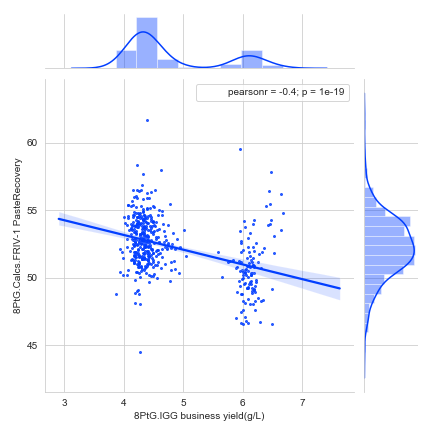 pearsonr = -0.4; p = 1e-19
60
55
50
45
8PtG.Calcs.FRIV-1 PasteRecovery
3 4 5 6 7
8PtG.IGG business yield(g/L)